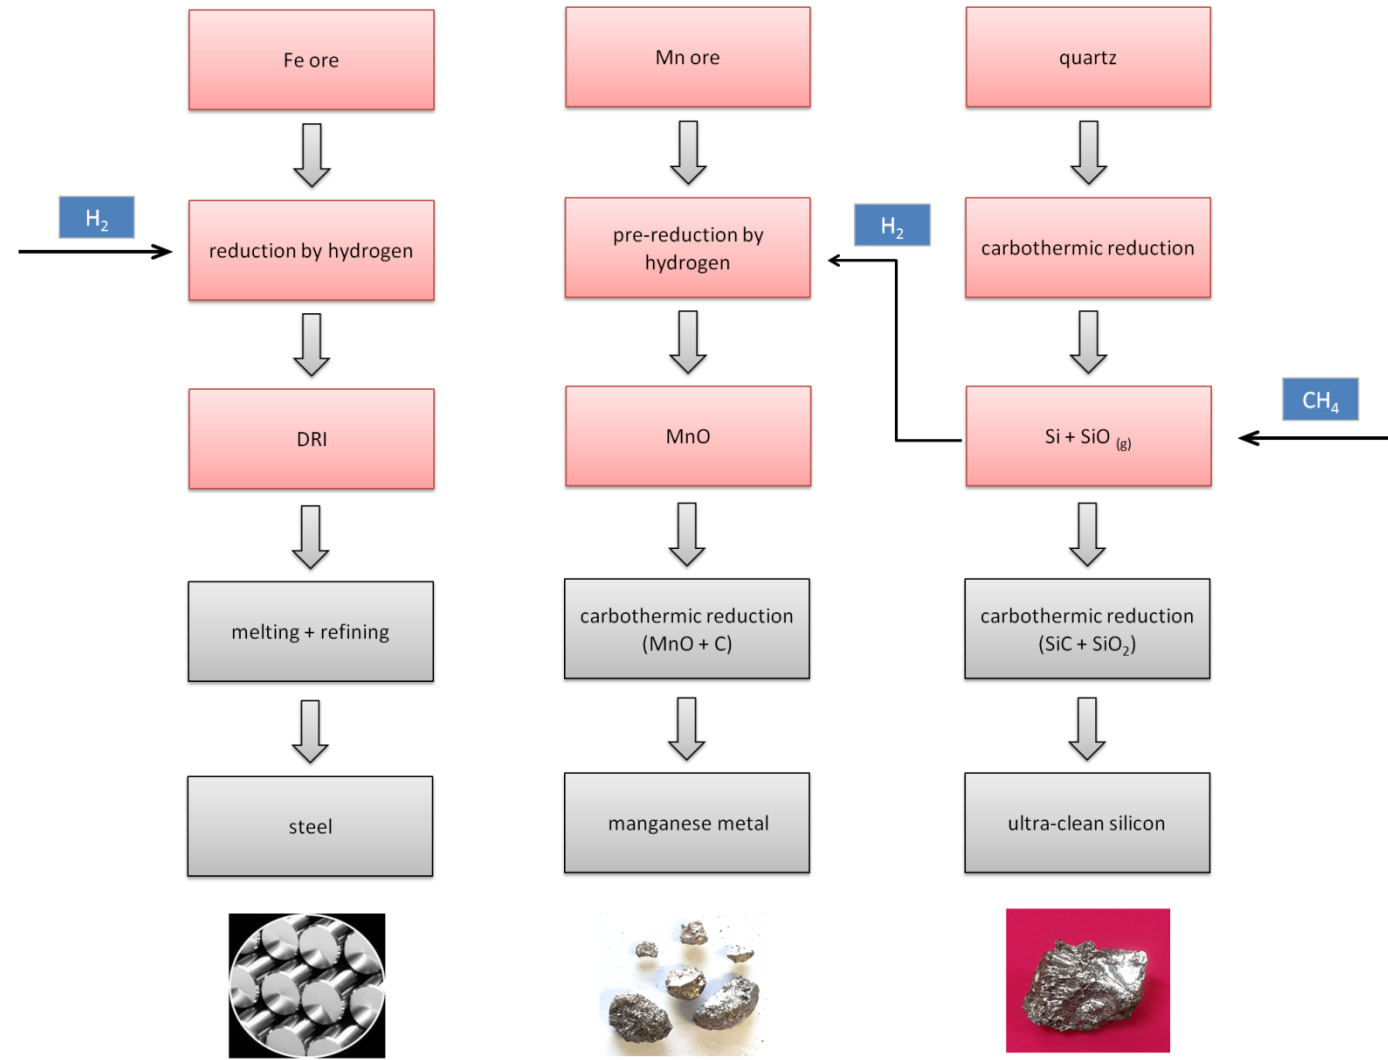 Fe ore
Mn ore
quartz
H₂
reduction by hydrogen
pre-reduction by
hydrogen
H₂
carbothermic reduction
DRI
MnO
Si + SiO (g)
CH₄
melting + refining
carbothermic reduction
(MnO + C)
carbothermic reduction
(SiC + SiO₂)
steel
manganese metal
ultra-clean silicon